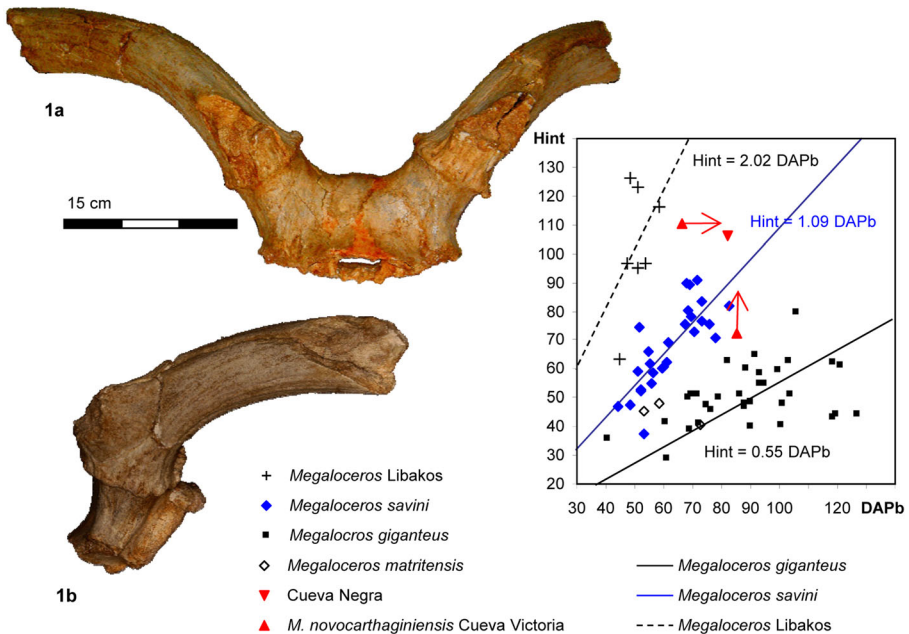 1a
15 cm
1b
Hint
130
120
110
100
90
80
70
60
50
40
30
20
30 40 50 60 70 80 90 100 DAPb 120
Hint = 2.02 DAPb
Hint = 1.09 DAPb
Hint = 0.55 DAPb
Megaloceros Libakos
Megaloceros savini
Megalocros giganteus
Megaloceros matritensis
Cueva Negra
M. novocarthaginiensis Cueva Victoria
Megaloceros giganteus
Megaloceros savini
Megaloceros Libakos